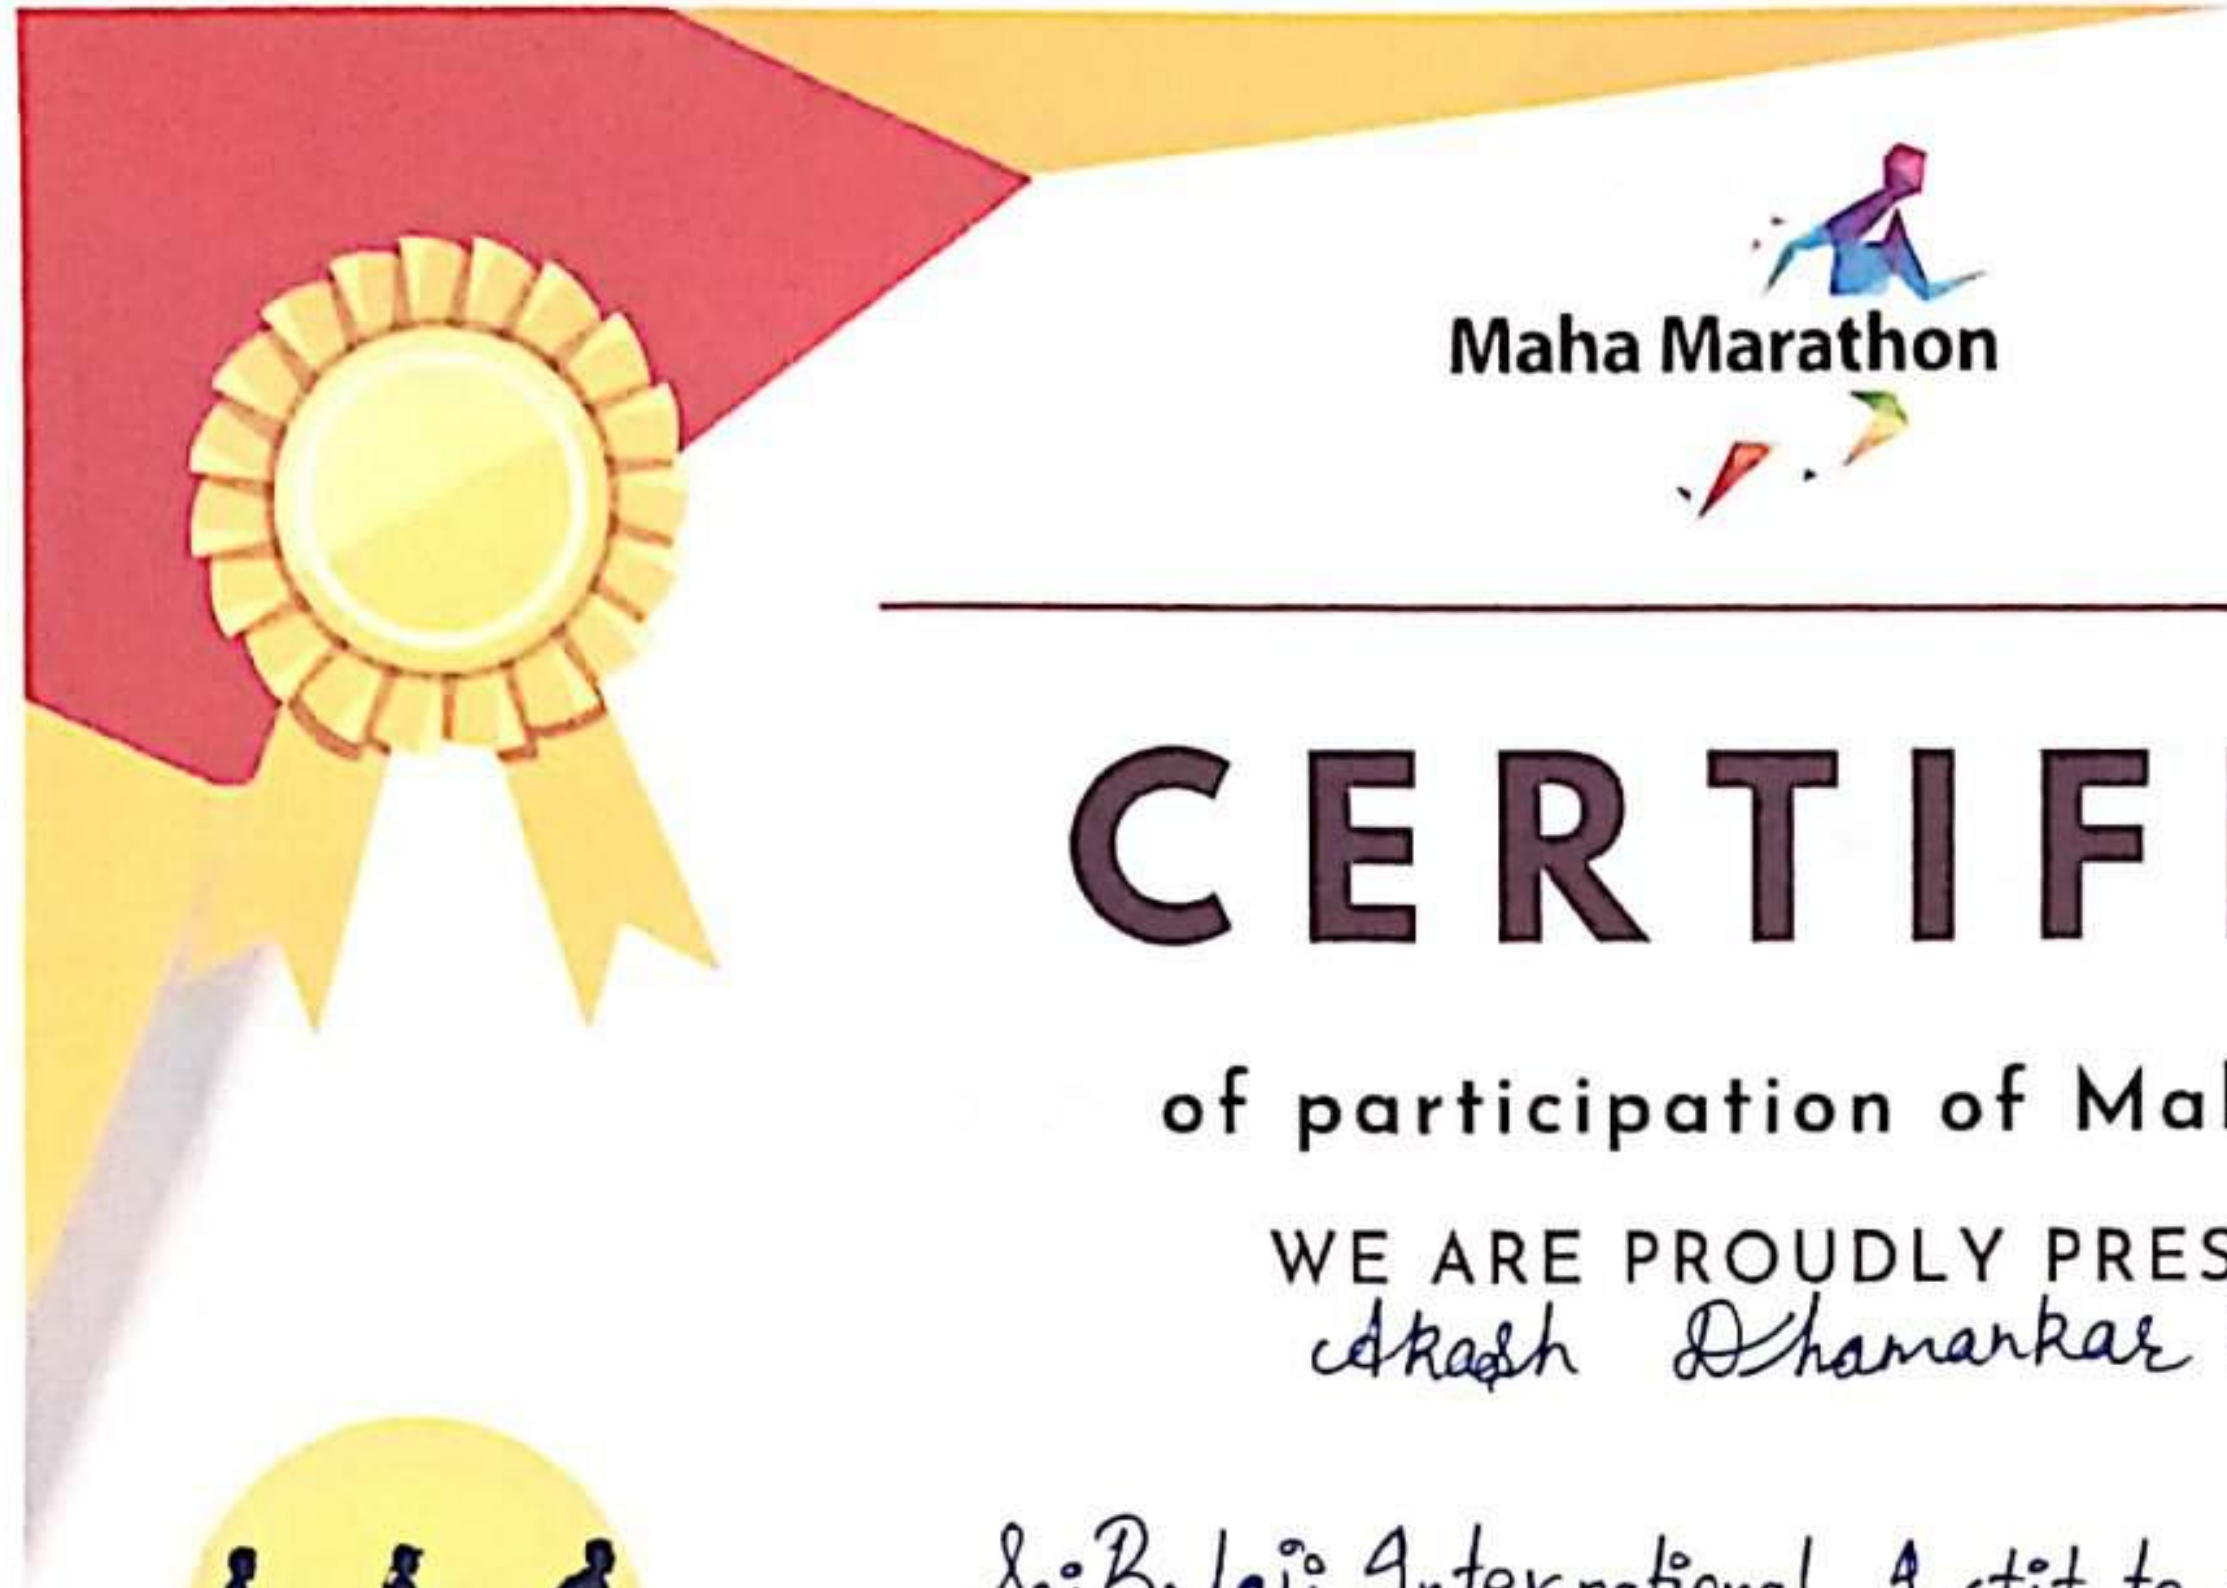 Maha Marathon
CERTIF
of participation of Ma
WE ARE PROUDLY PRES
Akash Dhamankar
International